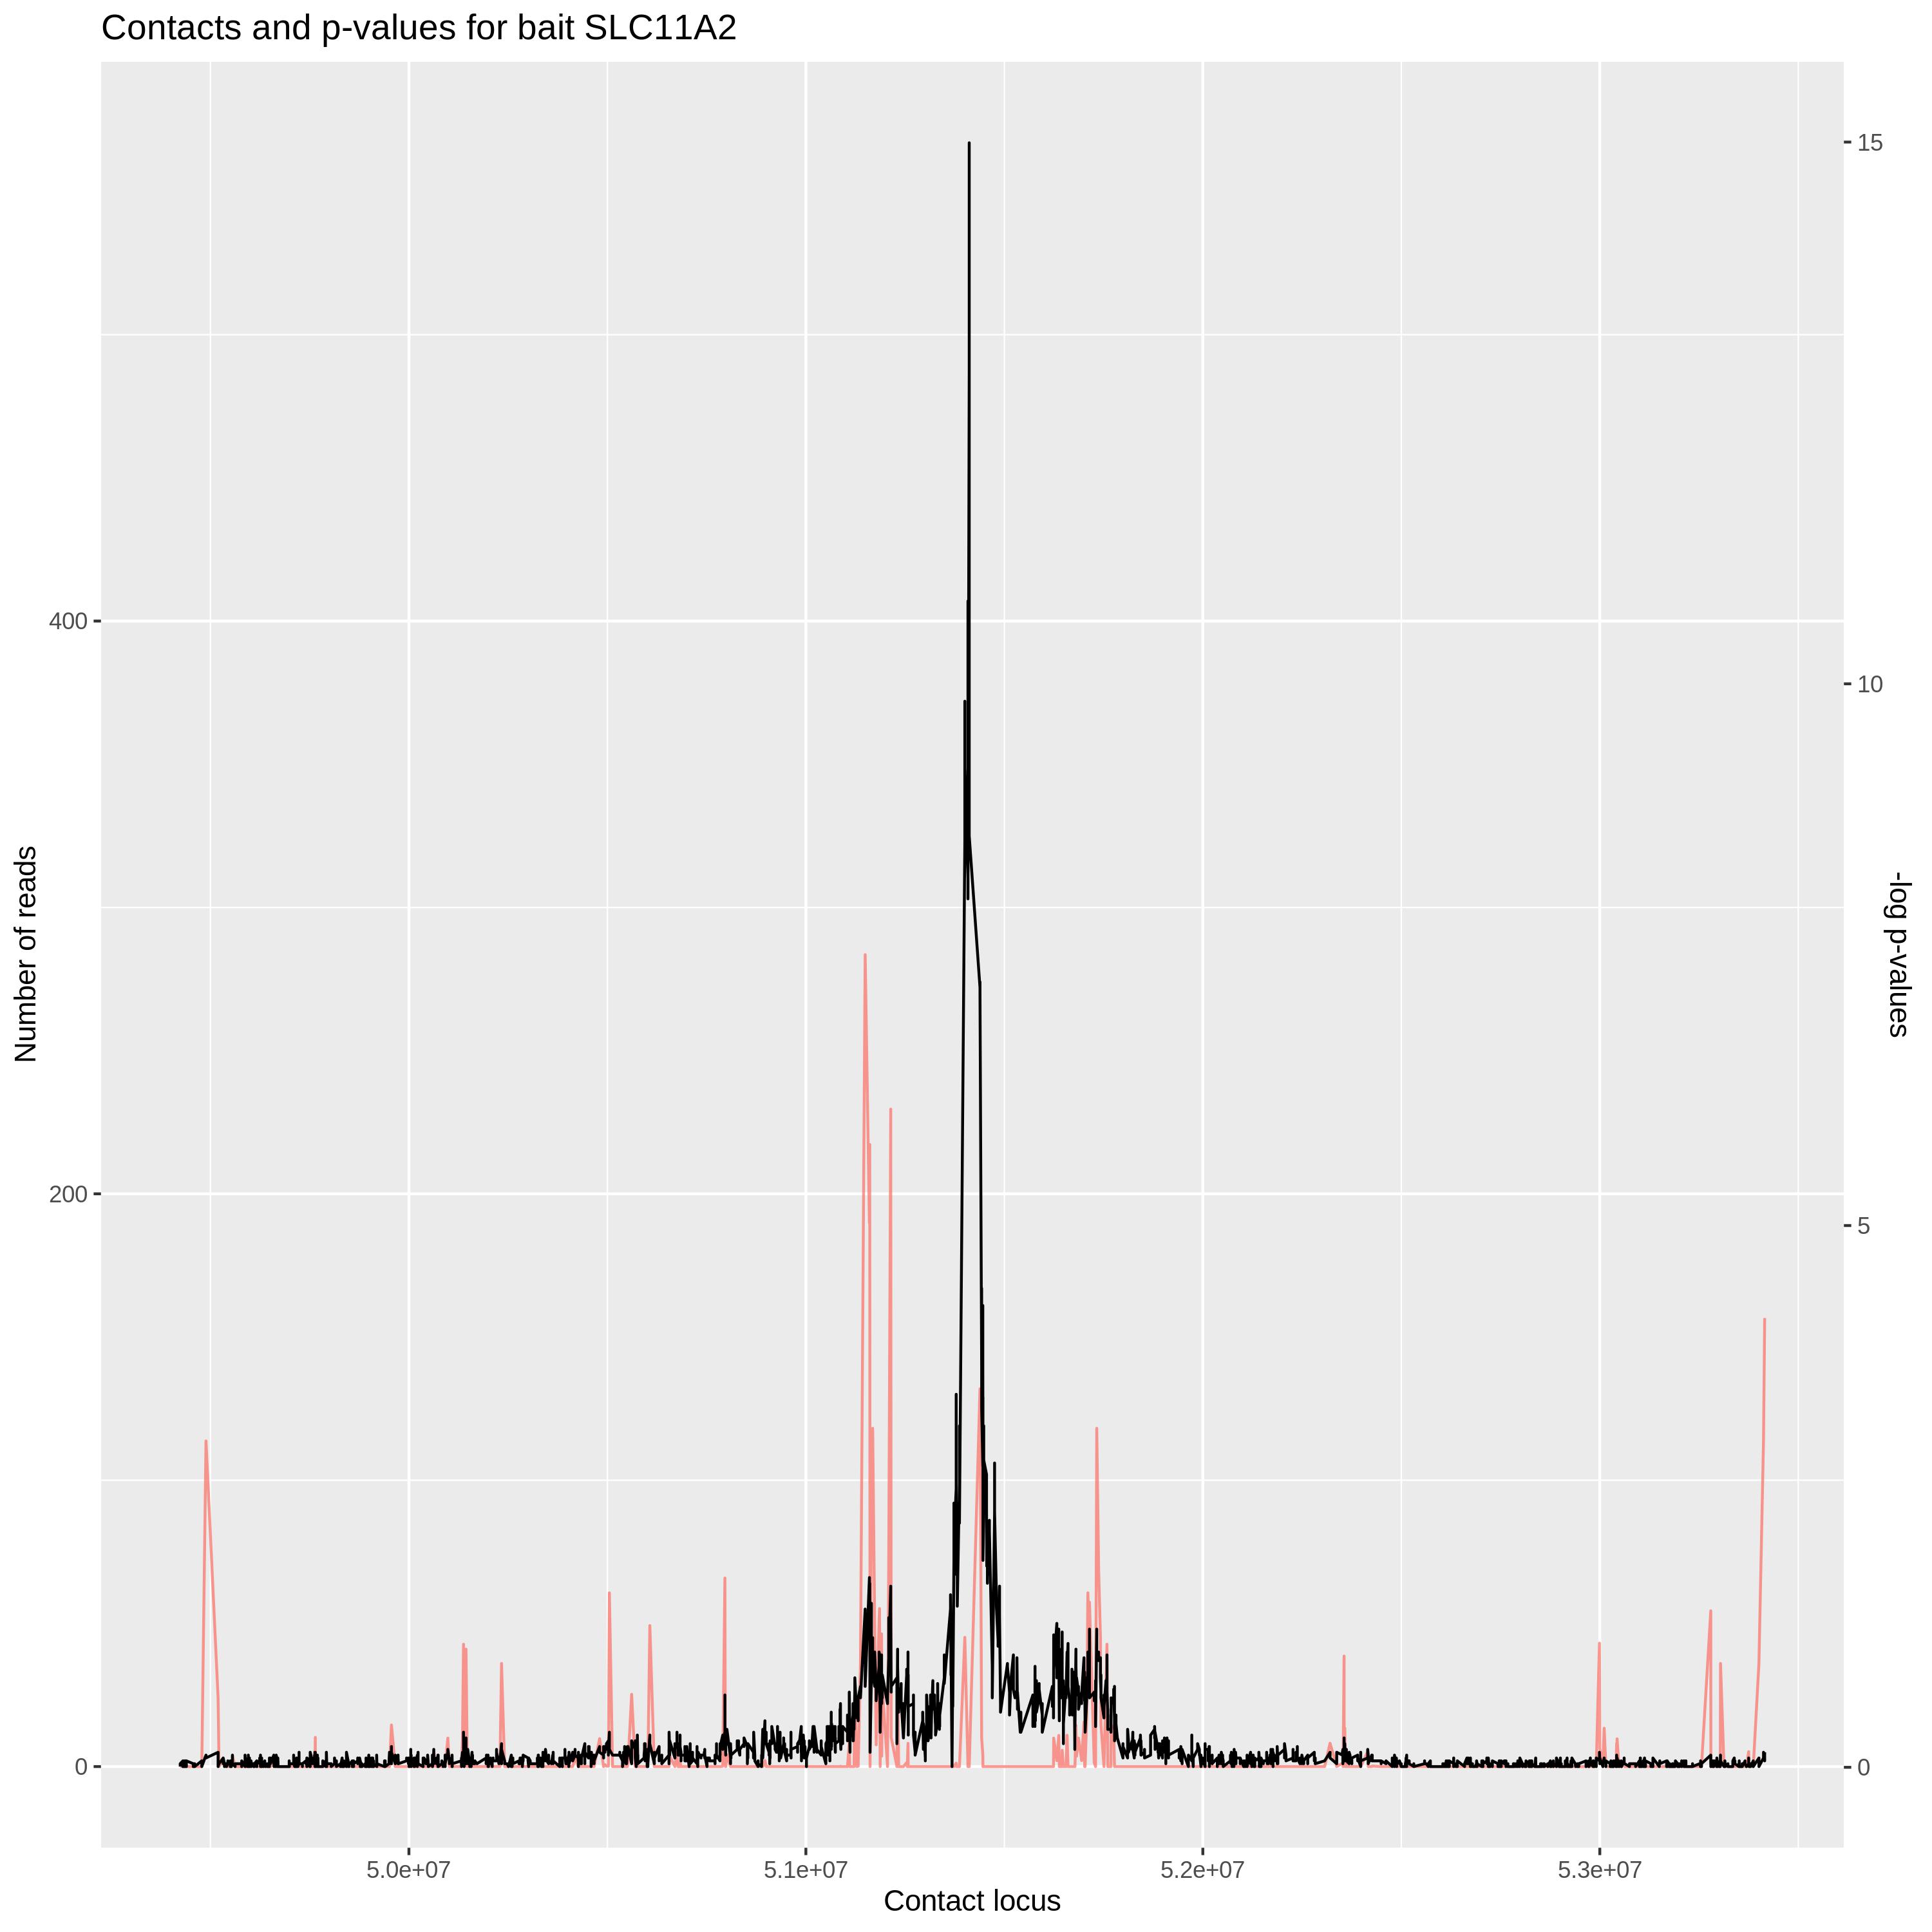 Contacts and p-values for bait SLC11A2
Number of reads
400
200
0
15
10
5
0
-log p-values
5.0e+07
5.1e+07
5.2e+07
5.3e+07
Contact locus